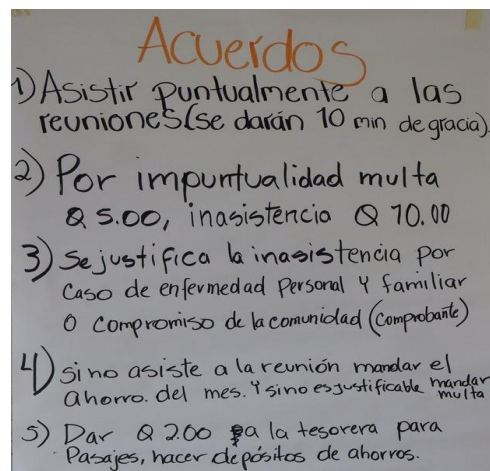 Acuerdos
1) Asistir puntualmente a las
reuniones (se darán 10 min de gracia).
2) Por impuntualidad multa
Q 5.00, inasistencia Q 10.00
3) Se justifica la inasistencia por
caso de enfermedad personal y familiar
o compromiso de la comunidad (comprobante)
4) si no asiste a la reunión mandar el
ahorro. del mes. Y si no es justificable mandar
multa
5) Dar Q 2.00 a la tesorera para
Pasajes, hacer depósitos de ahorros.